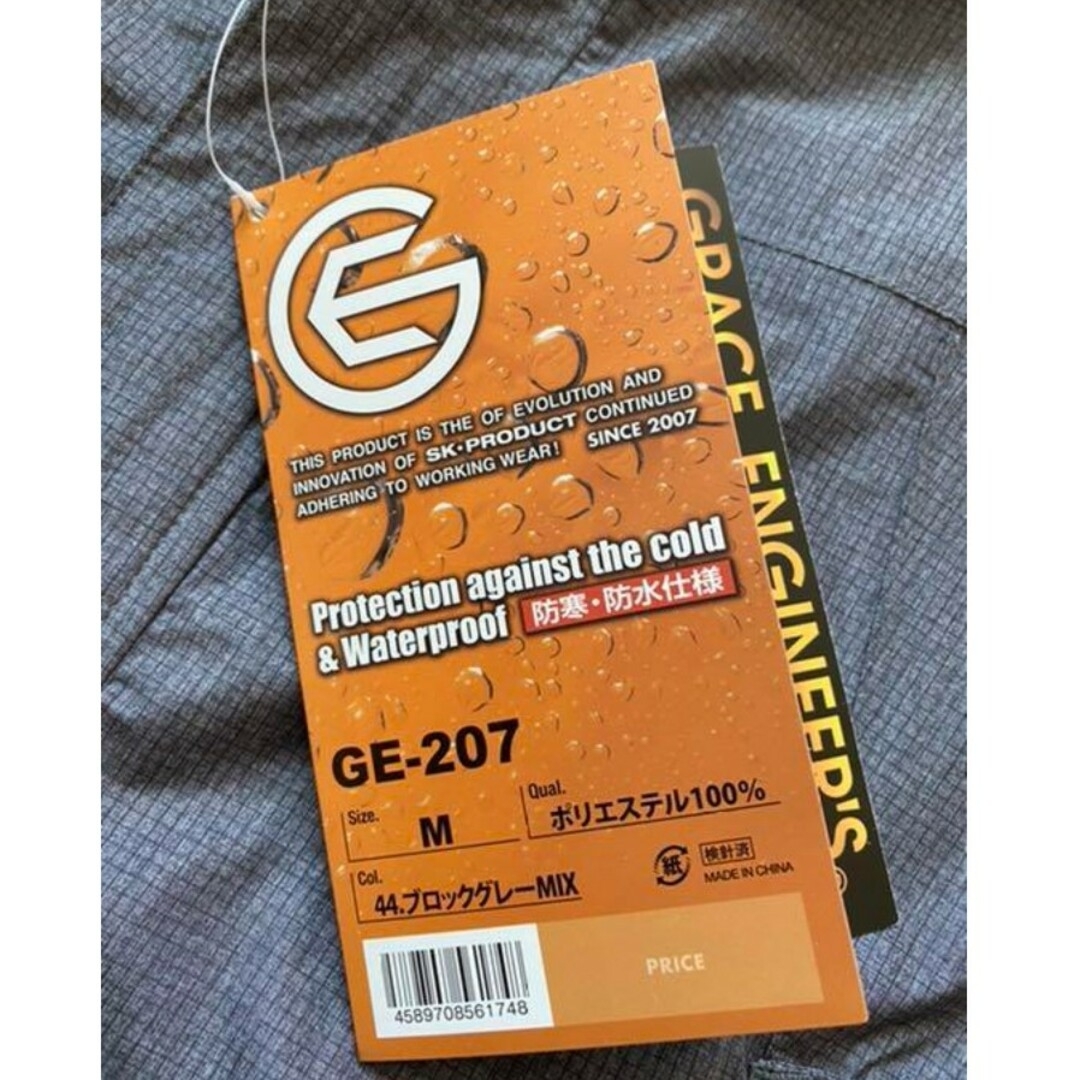 GE
THIS PRODUCT IS THE OF EVOLUTION AND
INNOVATION OF SK•PRODUCT CONTINUED
ADHERING TO WORKING WEAR! SINCE 2007
Protection against the cold
& Waterproof 防寒・防水仕様
GE-207
Size. M
Qual. ポリエステル100%
Col. 44.ブロックグレーMIX
紙 検針済
MADE IN CHINA
4589708561748
PRICE
GRACE ENGINEER'S®